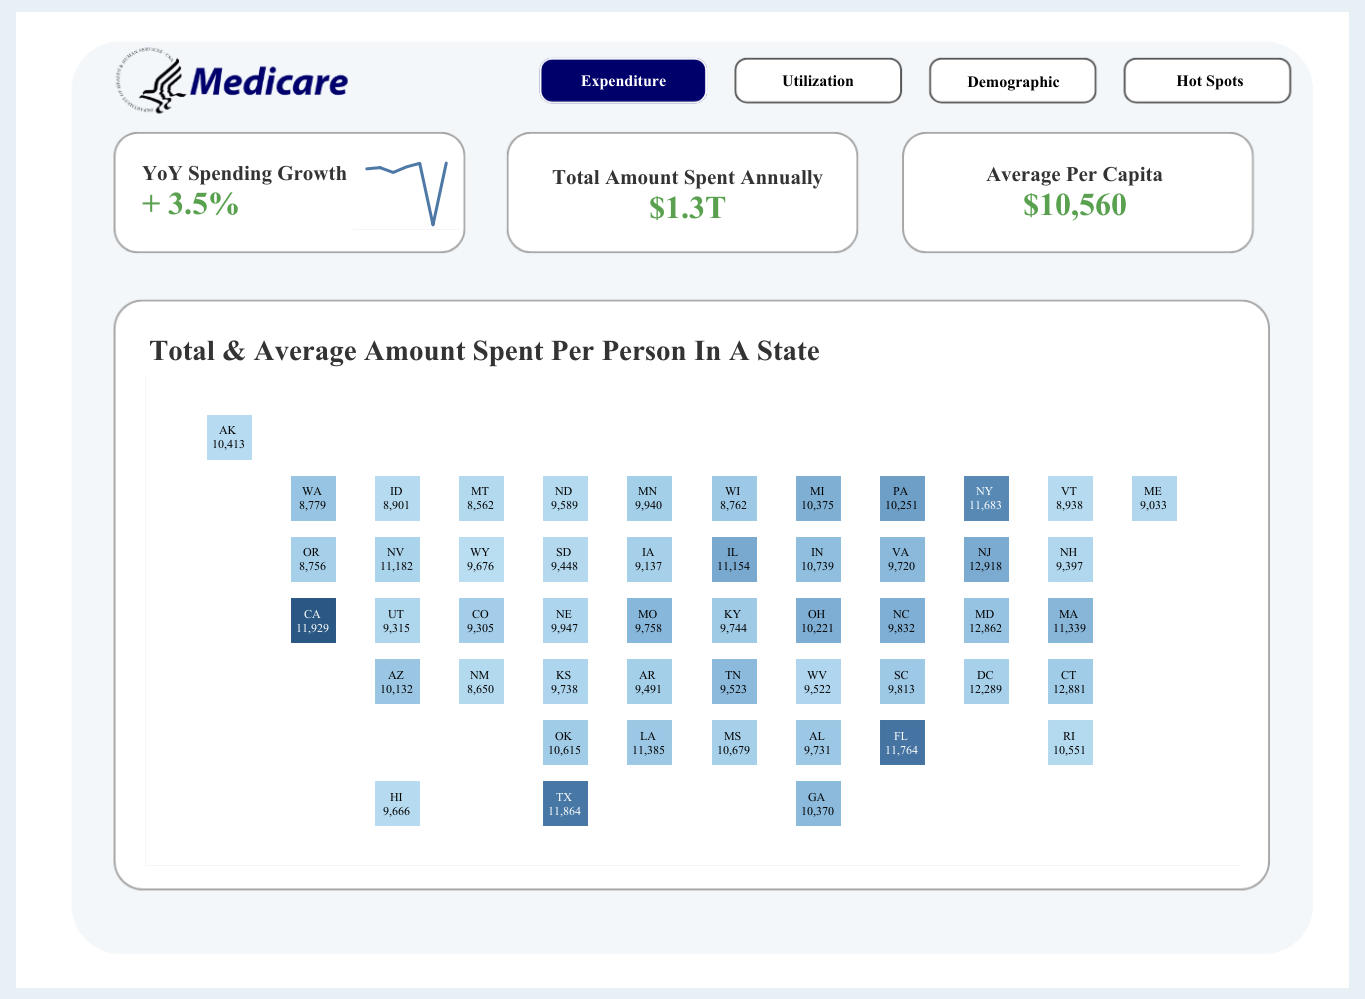 Medicare
Expenditure
Utilization
Demographic
Hot Spots
YoY Spending Growth
+ 3.5%
Total Amount Spent Annually
$1.3T
Average Per Capita
$10,560
Total & Average Amount Spent Per Person In A State
AK
10,413
WA ID MT ND MN WI MI PA NY VT ME
8,779 8,901 8,562 9,589 9,940 8,762 10,375 10,251 11,683 8,938 9,033
OR NV WY SD IA IL IN VA NJ NH
8,756 11,182 9,676 9,448 9,137 11,154 10,739 9,720 12,918 9,397
CA UT CO NE MO KY OH NC MD MA
11,929 9,315 9,305 9,947 9,758 9,744 10,221 9,832 12,862 11,339
AZ NM KS AR TN WV SC DC CT
10,132 8,650 9,738 9,491 9,523 9,522 9,813 12,289 12,881
OK LA MS AL FL RI
10,615 11,385 10,679 9,731 11,764 10,551
HI TX GA
9,666 11,864 10,370